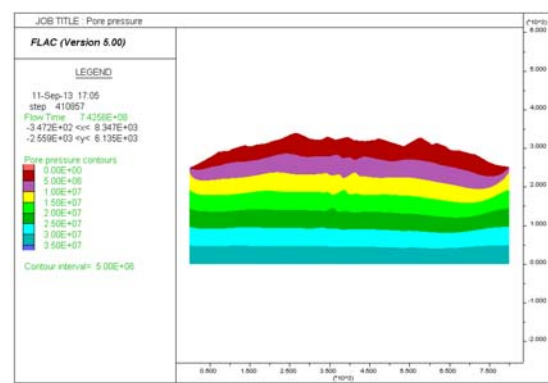 JOB TITLE : Pore pressure
FLAC (Version 5.00)
LEGEND
11-Sep-13 17:05
step 410857
Flow Time 7.4258E+08
-3.472E+02 <x< 8.347E+03
-2.559E+03 <y< 6.135E+03
Pore pressure contours
0.00E+00
5.00E+06
1.00E+07
1.50E+07
2.00E+07
2.50E+07
3.00E+07
3.50E+07
Contour interval= 5.00E+06
(*10^3)
6.000
5.000
4.000
3.000
2.000
1.000
0.000
-1.000
-2.000
0.500 1.500 2.500 3.500 4.500 5.500 6.500 7.500
(*10^3)